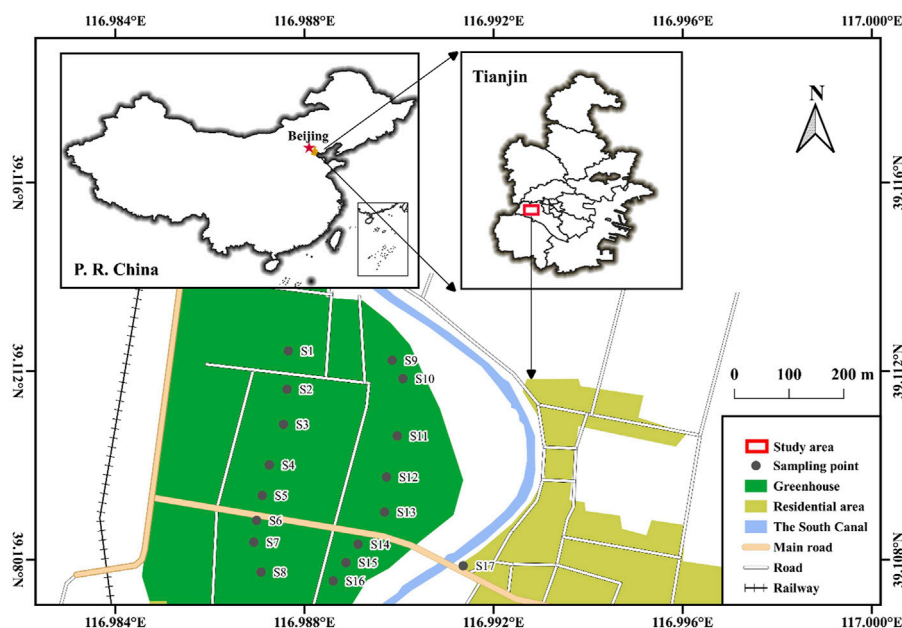 116.984°E 116.988°E 116.992°E 116.996°E 117.000°E
39.116°N
39.112°N
39.108°N
Beijing
P. R. China
Tianjin
N
39.116°N
39.112°N
39.108°N
S1
S2
S3
S4
S5
S6
S7
S8
S9
S10
S11
S12
S13
S14
S15
S16
S17
0 100 200 m
Legend
Study area
Sampling point
Greenhouse
Residential area
The South Canal
Main road
Road
Railway
116.984°E 116.988°E 116.992°E 116.996°E 117.000°E